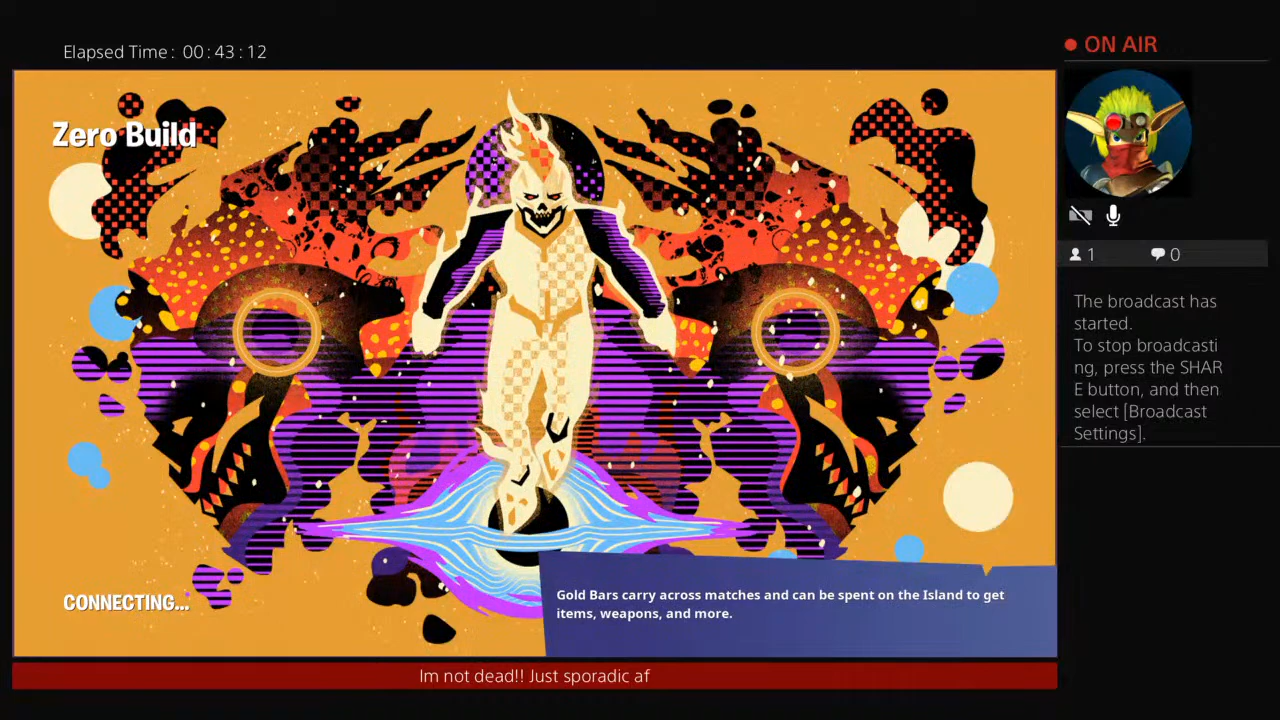 Elapsed Time: 00:43:12
ON AIR
Zero Build
1
0
The broadcast has
started.
To stop broadcasti
ng, press the SHAR
E button, and then
select [Broadcast
Settings].
CONNECTING...
Gold Bars carry across matches and can be spent on the Island to get
items, weapons, and more.
Im not dead!! Just sporadic af